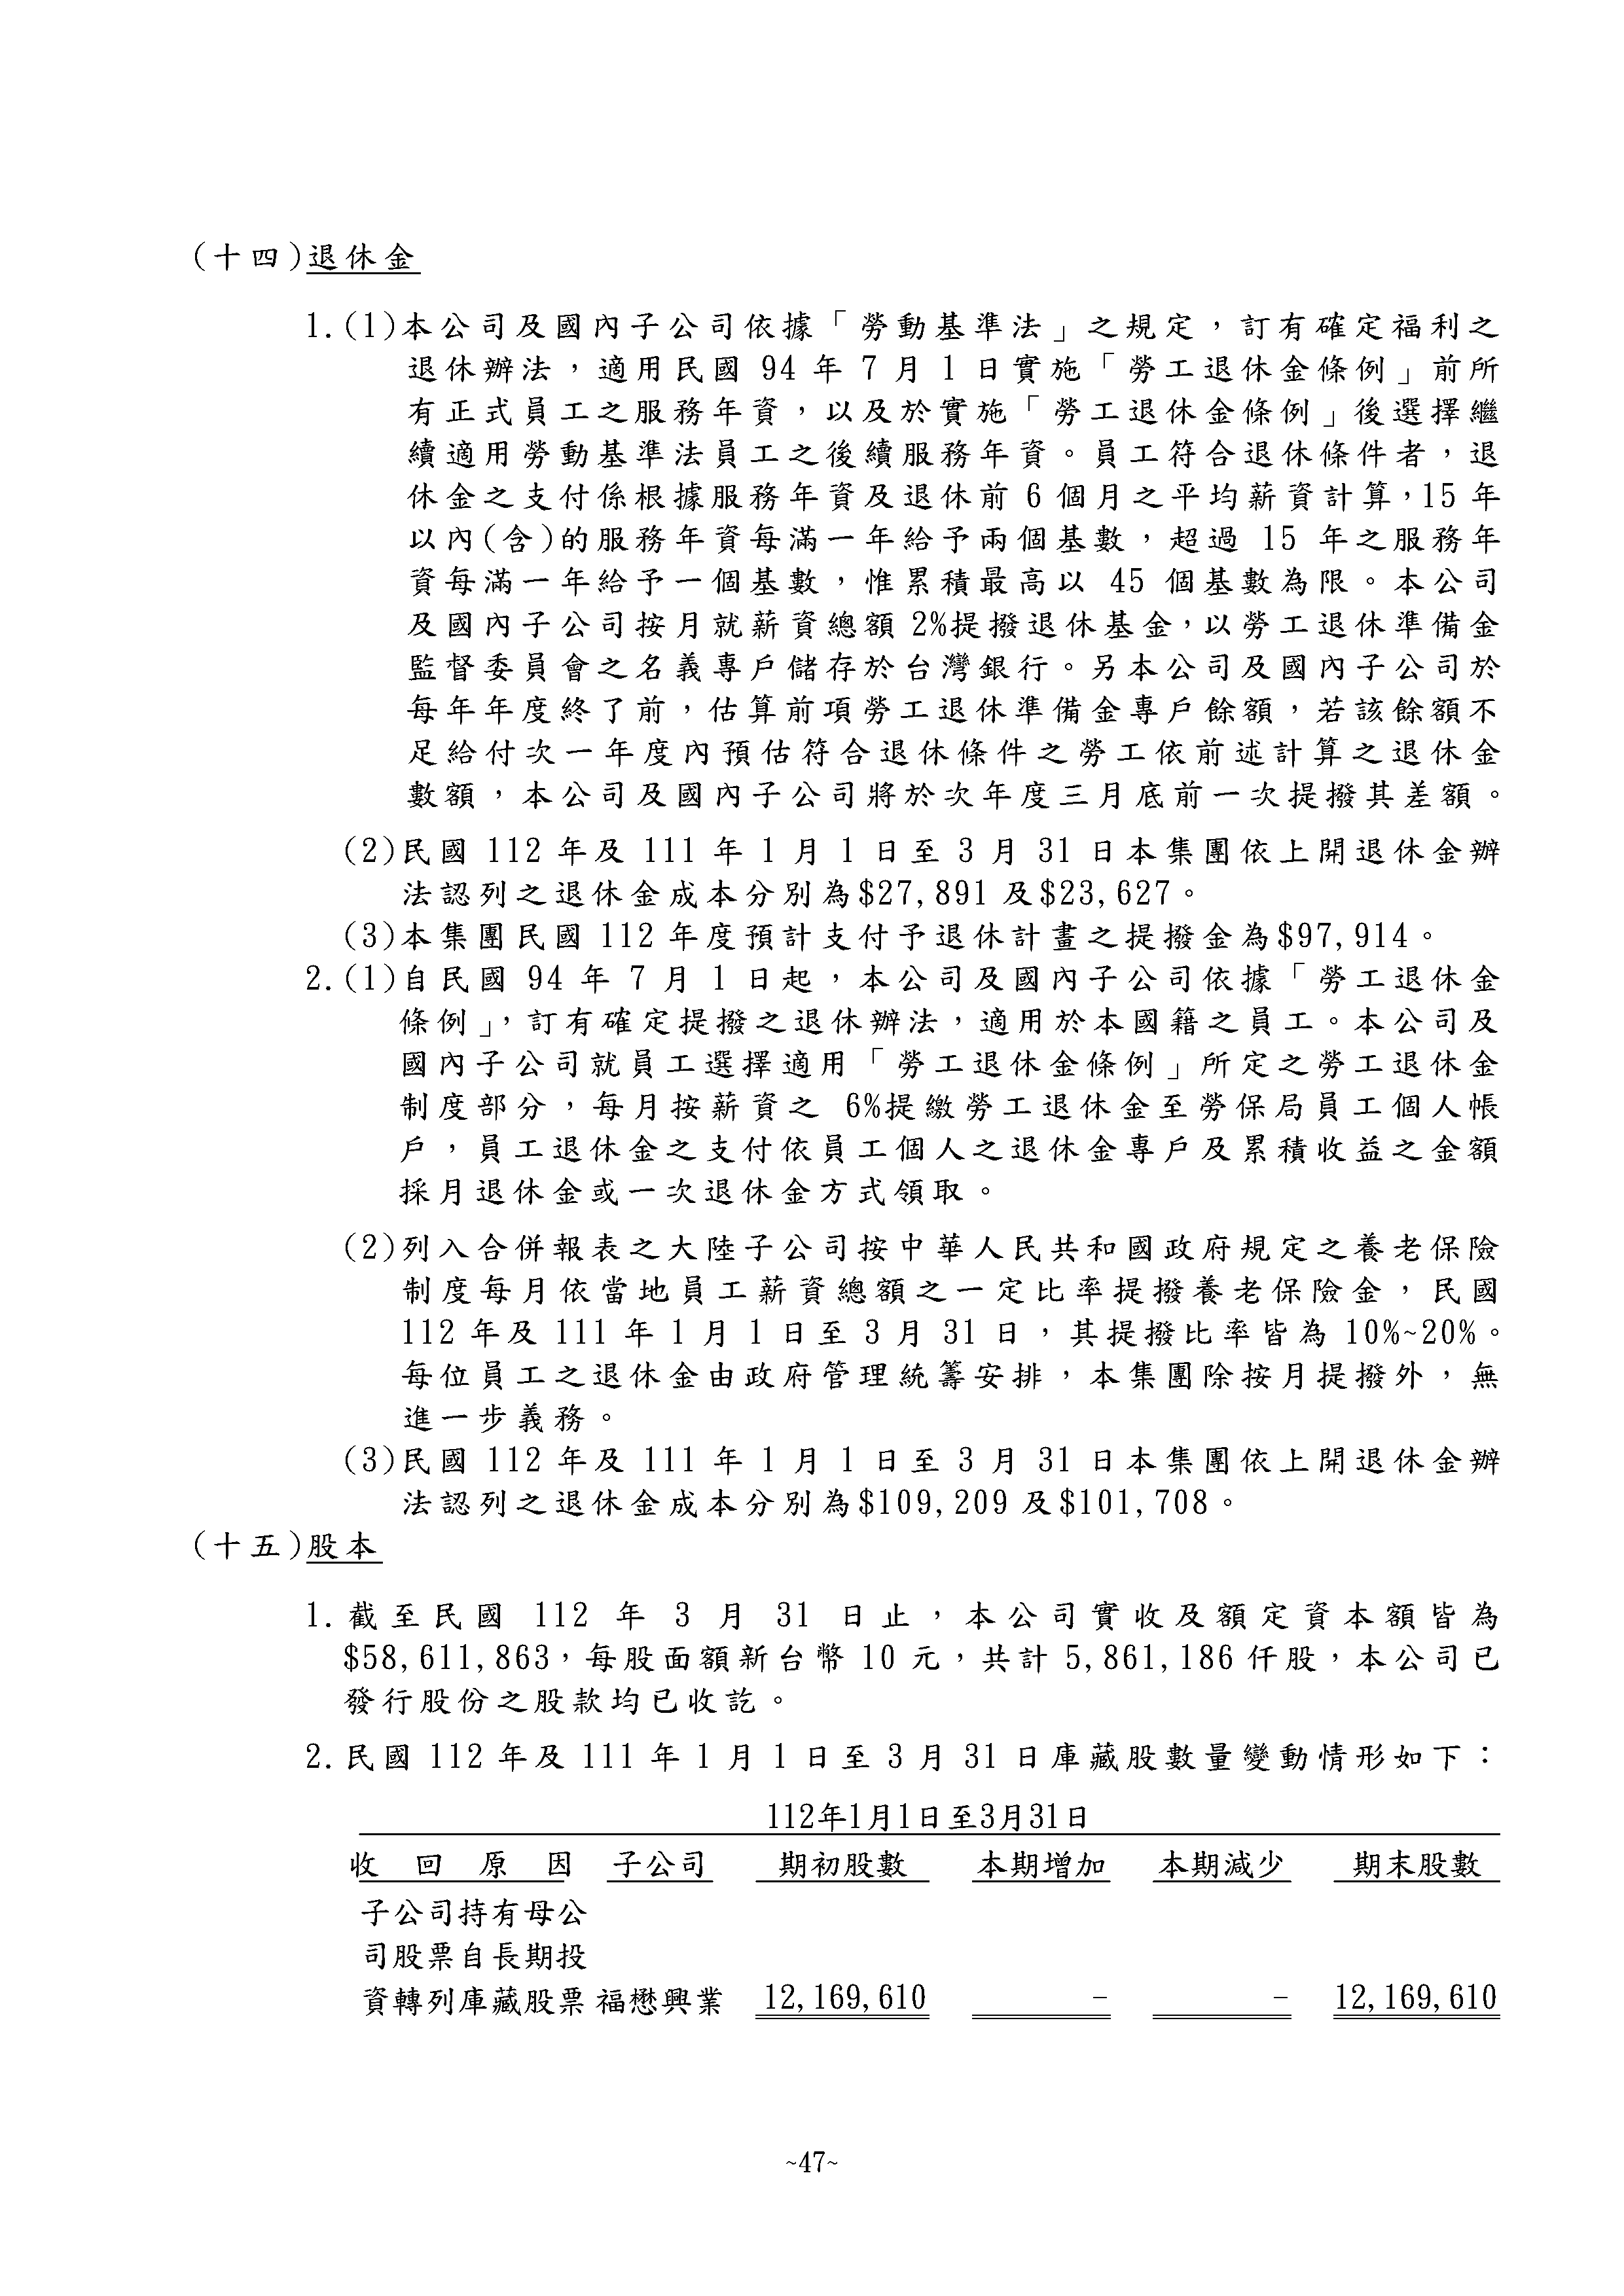 (十四)退休金
1.(1)本公司及國內子公司依據「勞動基準法」之規定，訂有確定福利之
退休辦法，適用民國 94 年 7 月 1 日實施「勞工退休金條例」前所
有正式員工之服務年資，以及於實施「勞工退休金條例」後選擇繼
續適用勞動基準法員工之後續服務年資。員工符合退休條件者，退
休金之支付係根據服務年資及退休前 6 個月之平均薪資計算，15 年
以內(含)的服務年資每滿一年給予兩個基數，超過 15 年之服務年
資每滿一年給予一個基數，惟累積最高以 45 個基數為限。本公司
及國內子公司按月就薪資總額 2%提撥退休基金，以勞工退休準備金
監督委員會之名義專戶儲存於台灣銀行。另本公司及國內子公司於
每年年度終了前，估算前項勞工退休準備金專戶餘額，若該餘額不
足給付次一年度內預估符合退休條件之勞工依前述計算之退休金
數額，本公司及國內子公司將於次年度三月底前一次提撥其差額。
(2)民國 112 年及 111 年 1 月 1 日至 3 月 31 日本集團依上開退休金辦
法認列之退休金成本分別為$27,891 及$23,627。
(3)本集團民國 112 年度預計支付予退休計畫之提撥金為$97,914。
2.(1)自民國 94 年 7 月 1 日起，本公司及國內子公司依據「勞工退休金
條例」，訂有確定提撥之退休辦法，適用於本國籍之員工。本公司及
國內子公司就員工選擇適用「勞工退休金條例」所定之勞工退休金
制度部分，每月按薪資之 6%提繳勞工退休金至勞保局員工個人帳
戶，員工退休金之支付依員工個人之退休金專戶及累積收益之金額
採月退休金或一次退休金方式領取。
(2)列入合併報表之大陸子公司按中華人民共和國政府規定之養老保險
制度每月依當地員工薪資總額之一定比率提撥養老保險金，民國
112 年及 111 年 1 月 1 日至 3 月 31 日，其提撥比率皆為 10%~20%。
每位員工之退休金由政府管理統籌安排，本集團除按月提撥外，無
進一步義務。
(3)民國 112 年及 111 年 1 月 1 日至 3 月 31 日本集團依上開退休金辦
法認列之退休金成本分別為$109,209 及$101,708。
(十五)股本
1.截至民國 112 年 3 月 31 日止，本公司實收及額定資本額皆為
$58,611,863，每股面額新台幣 10 元，共計 5,861,186 仟股，本公司已
發行股份之股款均已收訖。
2.民國 112 年及 111 年 1 月 1 日至 3 月 31 日庫藏股數量變動情形如下：
112年1月1日至3月31日
收回原因 子公司 期初股數 本期增加 本期減少 期末股數
子公司持有母公
司股票自長期投
資轉列庫藏股票 福懋興業 12,169,610 － － 12,169,610
~47~